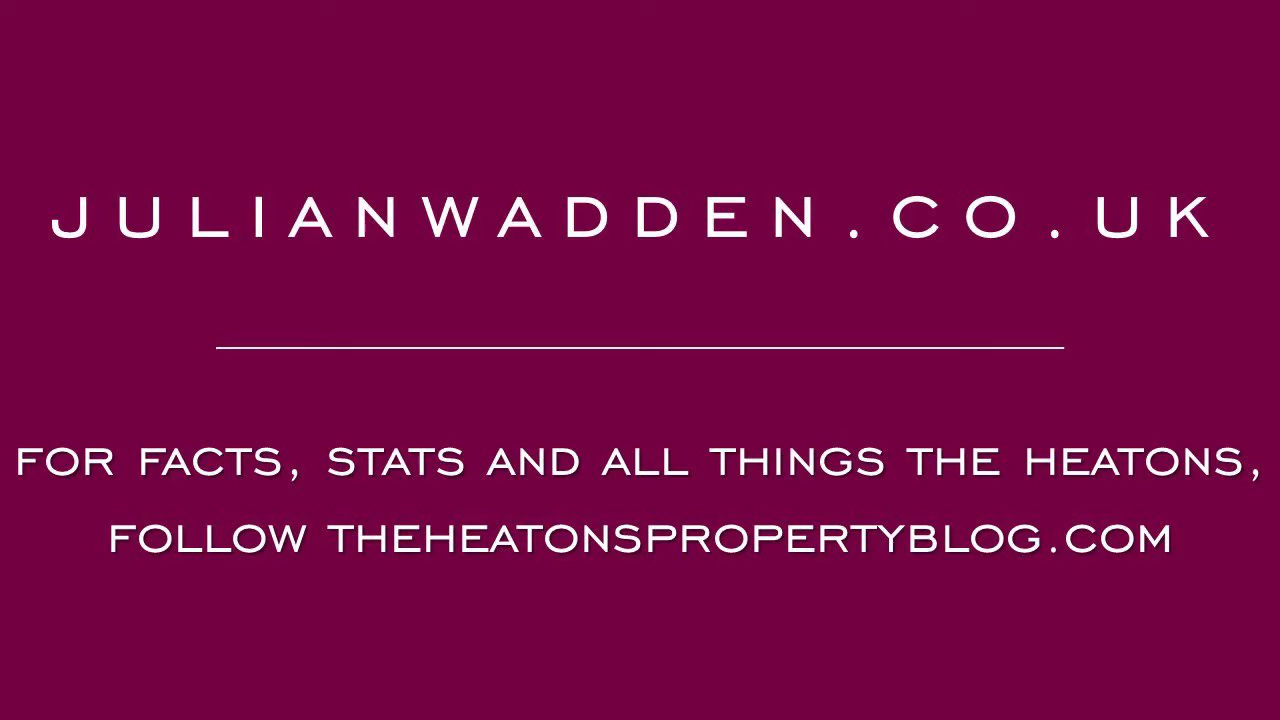 JULIANWADDEN.CO.UK
FOR FACTS, STATS AND ALL THINGS THE HEATONS,
FOLLOW THEHEATONSPROPERTYBLOG.COM